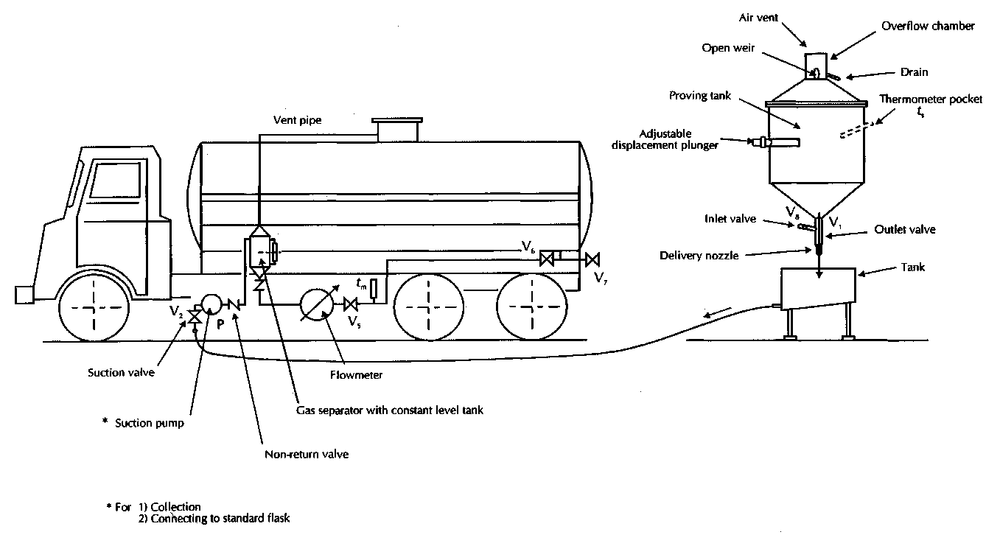 Air vent
Overflow chamber
Open weir
Drain
Proving tank
Thermometer pocket
tₛ
Vent pipe
Adjustable
displacement plunger
V₈
V₁
Inlet valve
Outlet valve
V₆
Delivery nozzle
Tank
V₇
tₘ
V₂
P
V₅
Suction valve
Flowmeter
Gas separator with constant level tank
* Suction pump
Non-return valve
* For 1) Collection
2) Connecting to standard flask